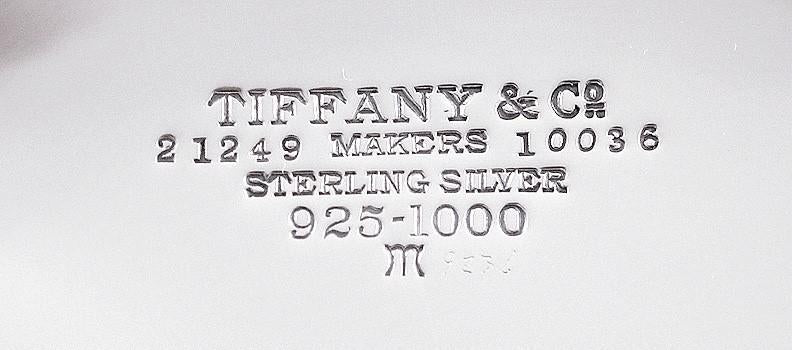 TIFFANY & Cº
21249 MAKERS 10036
STERLING SILVER
925-1000
m